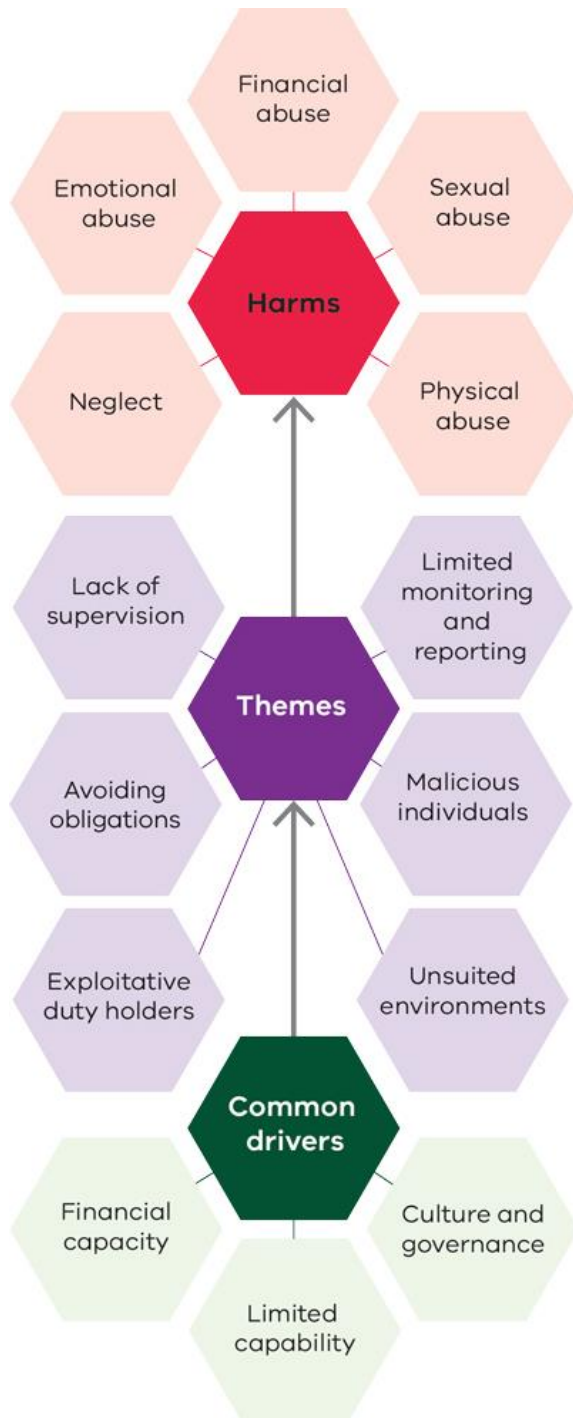 Financial
abuse
Emotional
abuse
Sexual
abuse
Harms
Neglect
Physical
abuse
Lack of
supervision
Limited
monitoring
and
reporting
Themes
Avoiding
obligations
Malicious
individuals
Exploitative
duty holders
Unsuited
environments
Common
drivers
Financial
capacity
Culture and
governance
Limited
capability